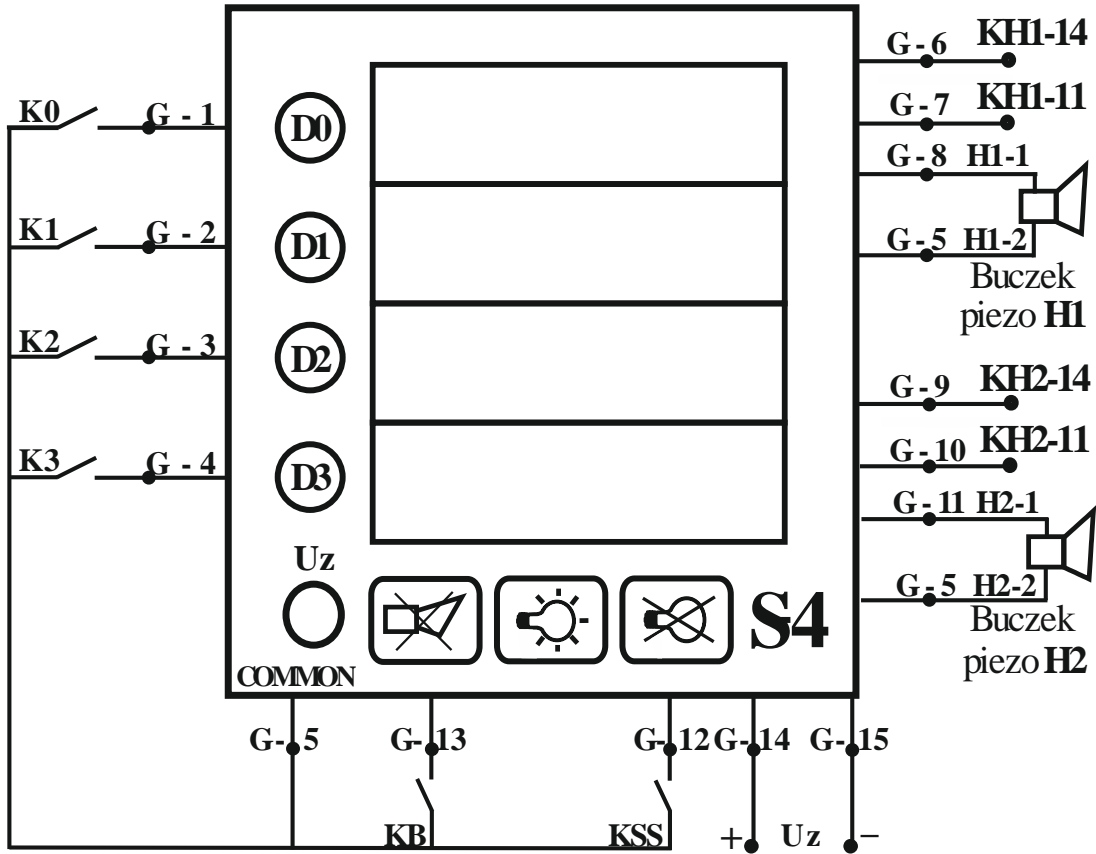 K0 G - 1
K1 G - 2
K2 G - 3
K3 G - 4
D0
D1
D2
D3
Uz
COMMON
S-4
G - 6 KH1-14
G - 7 KH1-11
G - 8 H1-1
G - 5 H1-2
Buczek
piezo H1
G - 9 KH2-14
G - 10 KH2-11
G - 11 H2-1
G - 5 H2-2
Buczek
piezo H2
G- 5 G- 13 G- 12 G- 14 G- 15
KB KSS + Uz −